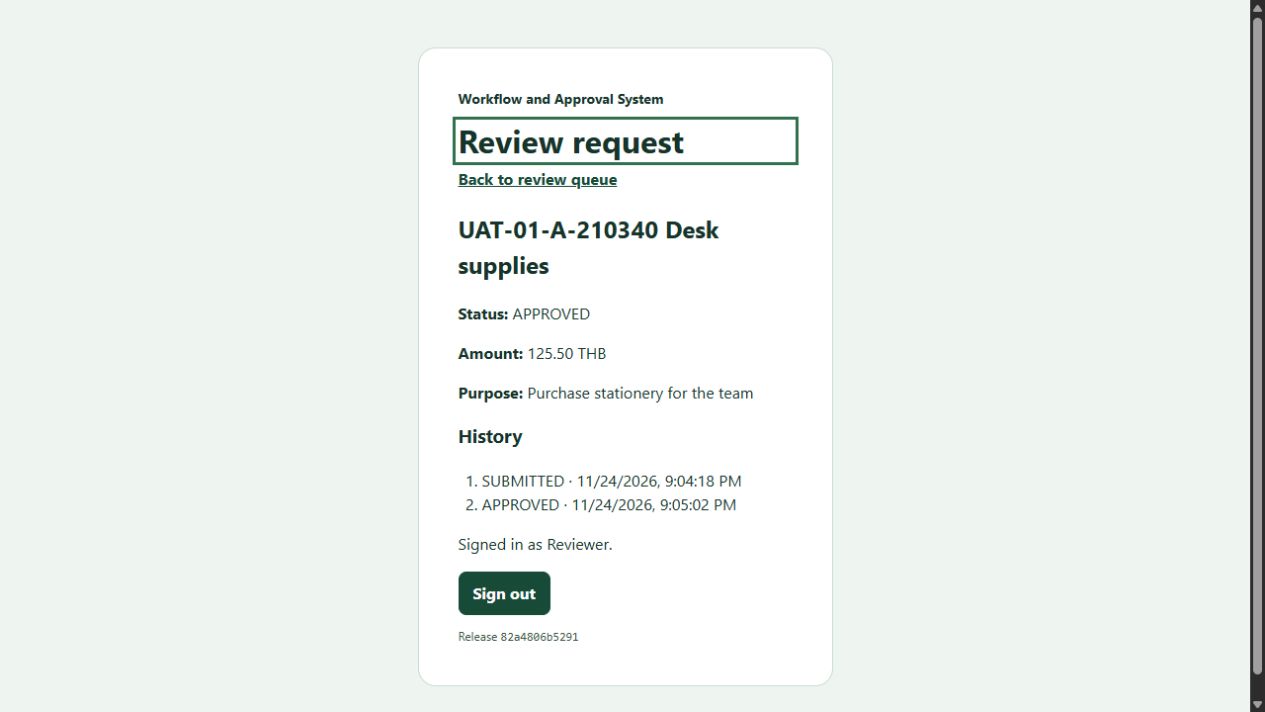 Workflow and Approval System
Review request
Back to review queue
UAT-01-A-210340 Desk
supplies
Status: APPROVED
Amount: 125.50 THB
Purpose: Purchase stationery for the team
History
1. SUBMITTED · 11/24/2026, 9:04:18 PM
2. APPROVED · 11/24/2026, 9:05:02 PM
Signed in as Reviewer.
Sign out
Release 82a4806b5291